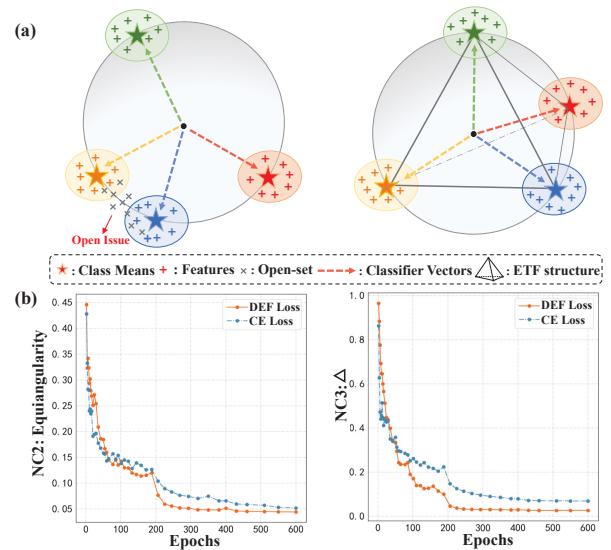 (a)
Open Issue
: Class Means + : Features × : Open-set : Classifier Vectors : ETF structure
(b)
NC2: Equiangularity
0.45
0.40
0.35
0.30
0.25
0.20
0.15
0.10
0.05
DEF Loss
CE Loss
0 100 200 300 400 500 600
Epochs
NC3: △
1.0
0.8
0.6
0.4
0.2
0.0
DEF Loss
CE Loss
0 100 200 300 400 500 600
Epochs